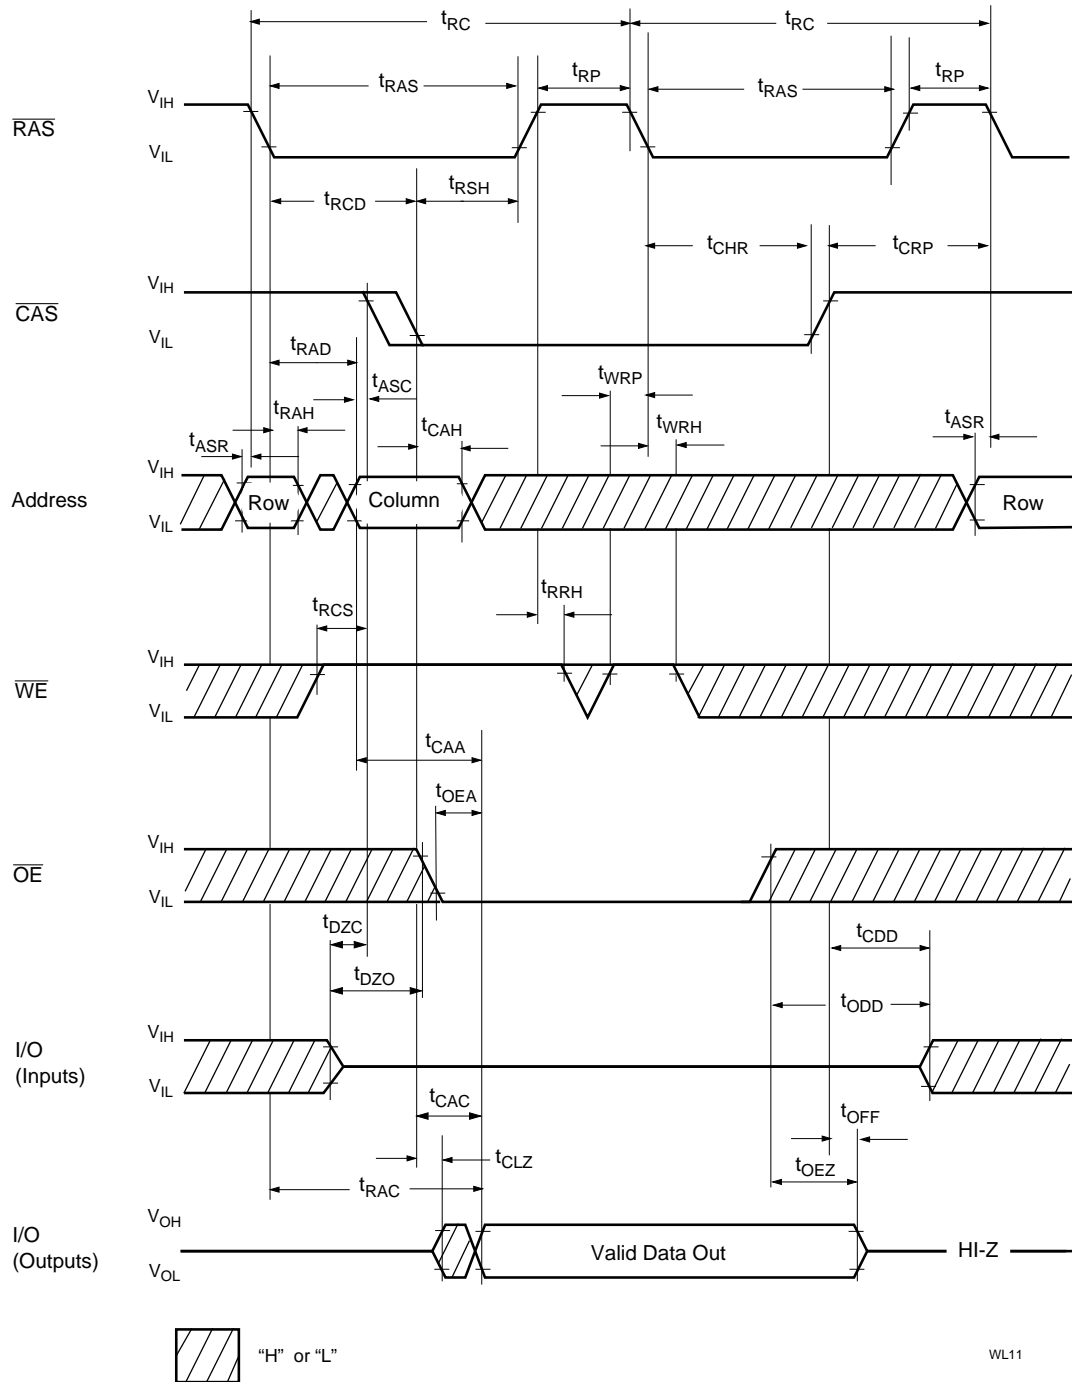 tRC tRC
tRAS tRP tRAS tRP
RAS VIH
VIL
tRCD tRSH
tCHR tCRP
CAS VIH
VIL
tRAD
tASC tWRP
tRAH tCAH tWRH
tASR tASR
Address VIH
Row Column Row
VIL
tRRH
tRCS
WE VIH
VIL
tCAA
tOEA
OE VIH
VIL
tDZC tCDD
tDZO tODD
I/O
(Inputs)
VIH
VIL
tCAC tOFF
tCLZ tOEZ
tRAC
I/O
(Outputs)
VOH
Valid Data Out HI-Z
VOL
“H” or “L”
WL11